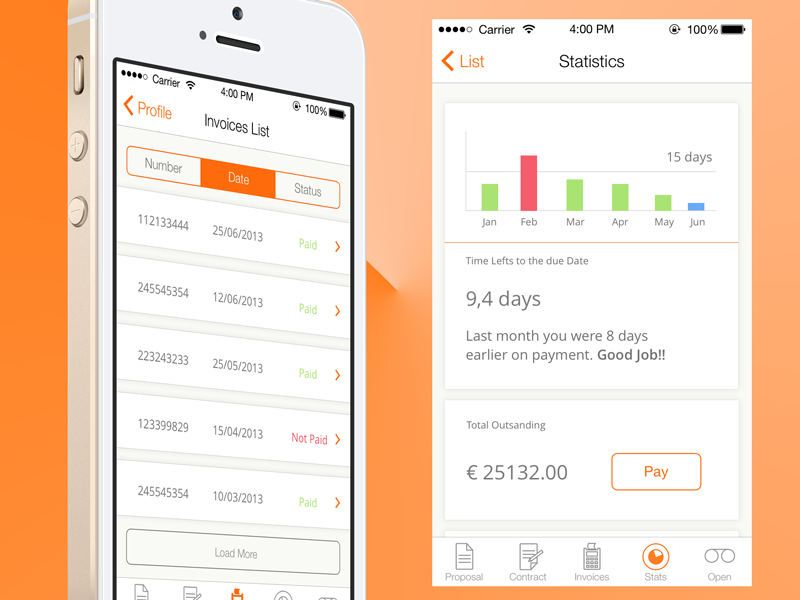 Carrier 4:00 PM 100%
Profile Invoices List
Number Date Status
112133444 25/06/2013 Paid
245545354 12/06/2013 Paid
223243233 25/05/2013 Paid
123399829 15/04/2013 Not Paid
245545354 10/03/2013 Paid
Load More
Carrier 4:00 PM 100%
List Statistics
15 days
Jan Feb Mar Apr May Jun
Time Lefts to the due Date
9,4 days
Last month you were 8 days
earlier on payment. Good Job!!
Total Outsanding
€ 25132.00 Pay
Proposal Contract Invoices Stats Open